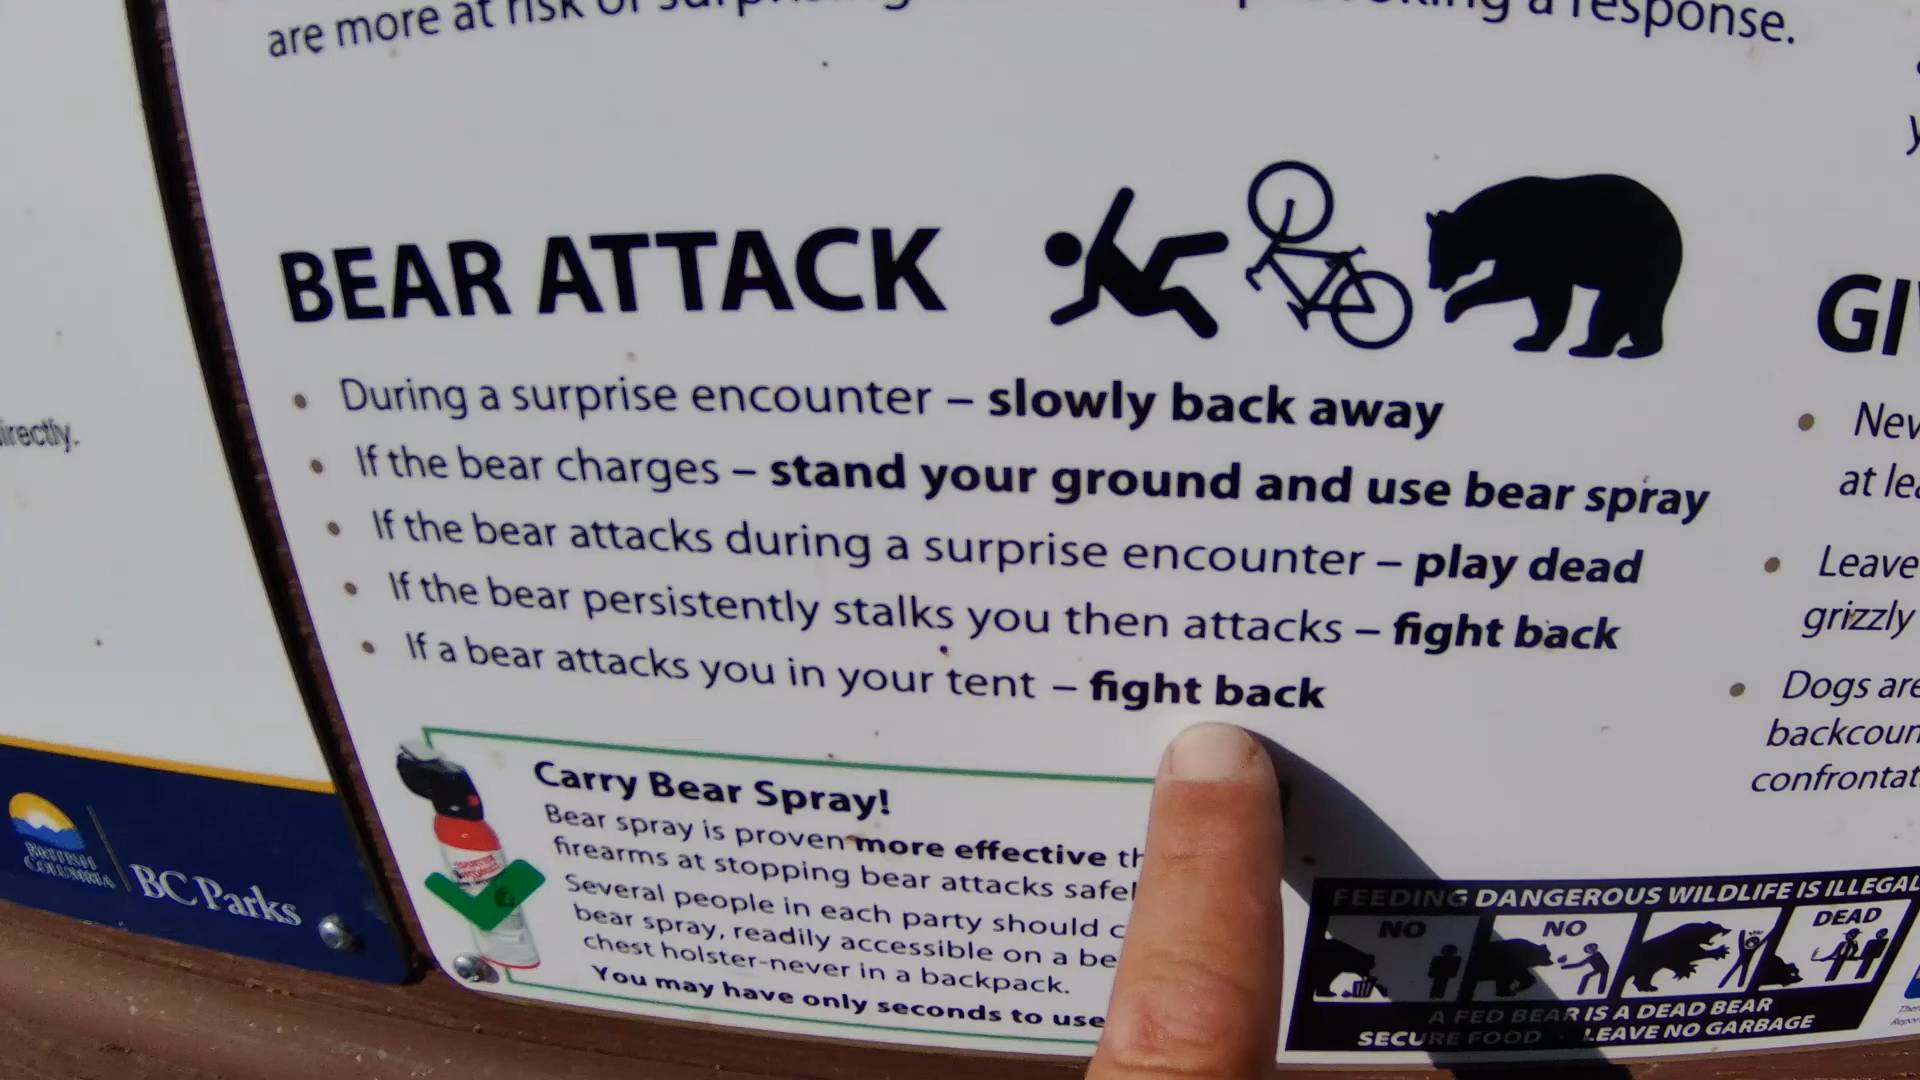 are more at risk of
a response.
BEAR ATTACK
• During a surprise encounter – slowly back away
• If the bear charges – stand your ground and use bear spray
• If the bear attacks during a surprise encounter – play dead
• If the bear persistently stalks you then attacks – fight back
• If a bear attacks you in your tent – fight back
Carry Bear Spray!
Bear spray is proven more effective
firearms at stopping bear attacks
Several people in each party should
bear spray, readily accessible on a
chest holster-never in a backpack.
You may have only seconds to use
irectly.
BRITISH
COLUMBIA
BC Parks
FEEDING DANGEROUS WILDLIFE IS ILLEGAL
NO
NO
DEAD
A FED BEAR IS A DEAD BEAR
SECURE FOOD · LEAVE NO GARBAGE
GI
• Nev
at lea
• Leave
grizzly
• Dogs are
backcoun
confrontat